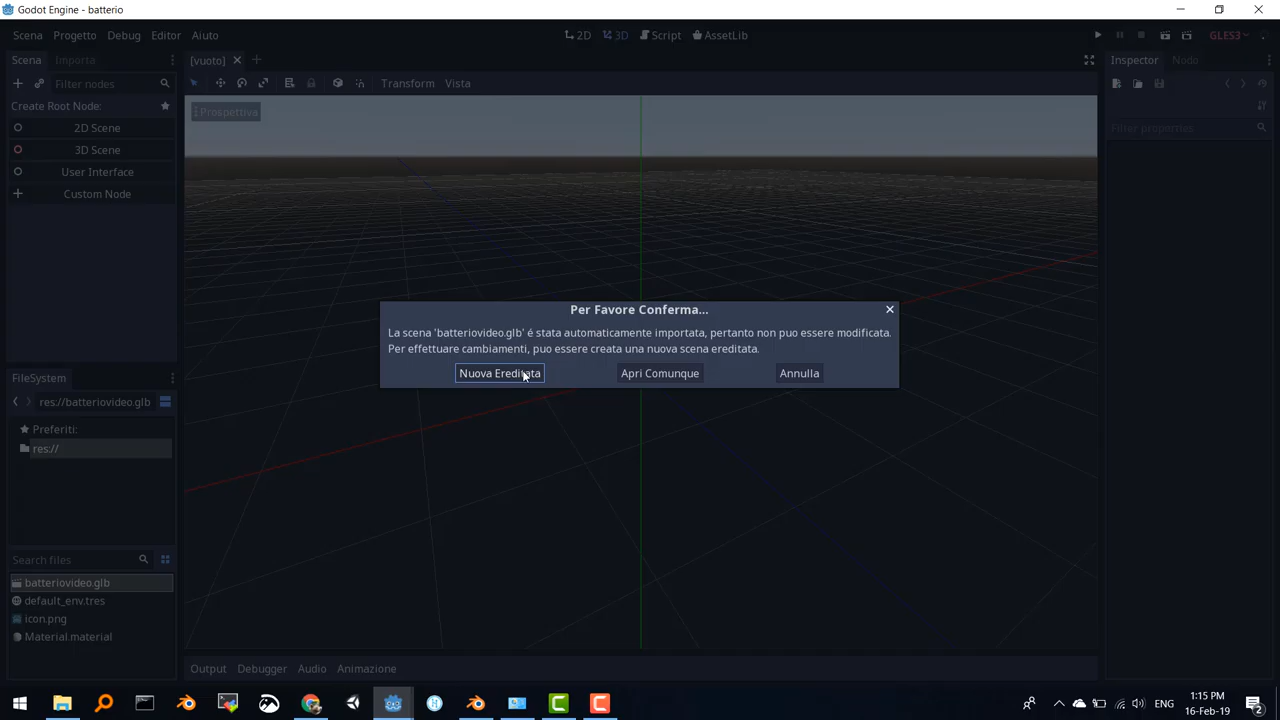 Godot Engine - batterio
Scena Progetto Debug Editor Aiuto 2D 3D Script AssetLib GLES3
Scena Importa
[vuoto]
Inspector Nodo
Filter nodes
Transform Vista
Create Root Node:
Prospettiva
Filter properties
2D Scene
3D Scene
User Interface
Custom Node
Per Favore Conferma...
La scena 'batteriovideo.glb' é stata automaticamente importata, pertanto non puo essere modificata.
Per effettuare cambiamenti, puo essere creata una nuova scena ereditata.
Nuova Ereditata Apri Comunque Annulla
FileSystem
res://batteriovideo.glb
Preferiti:
res://
Search files
batteriovideo.glb
default_env.tres
icon.png
Material.material
Output Debugger Audio Animazione
ENG
1:15 PM
16-Feb-19
2